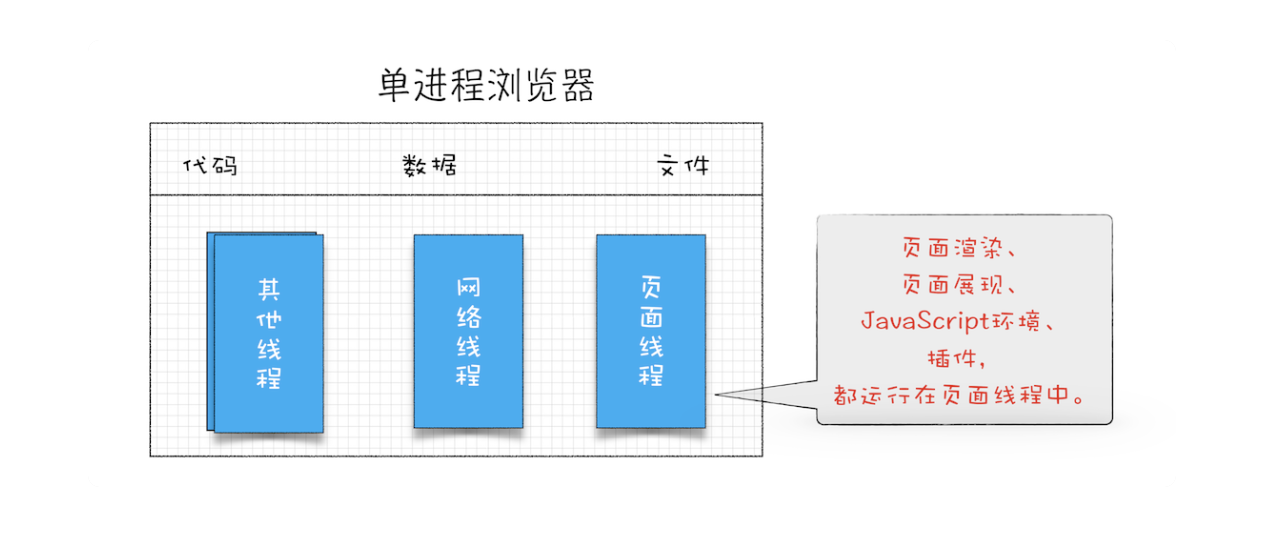 单进程浏览器
代码 数据 文件
其他线程
网络线程
页面线程
页面渲染、
页面展现、
JavaScript环境、
插件,
都运行在页面线程中。